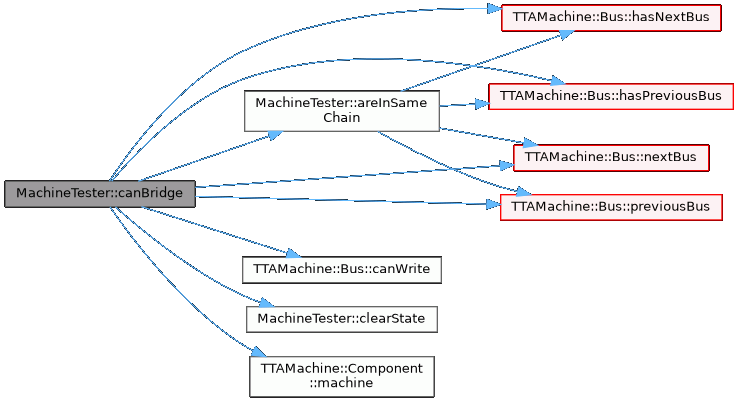 TTAMachine::Bus::hasNextBus
MachineTester::areInSame
Chain
TTAMachine::Bus::hasPreviousBus
TTAMachine::Bus::nextBus
MachineTester::canBridge
TTAMachine::Bus::previousBus
TTAMachine::Bus::canWrite
MachineTester::clearState
TTAMachine::Component
::machine